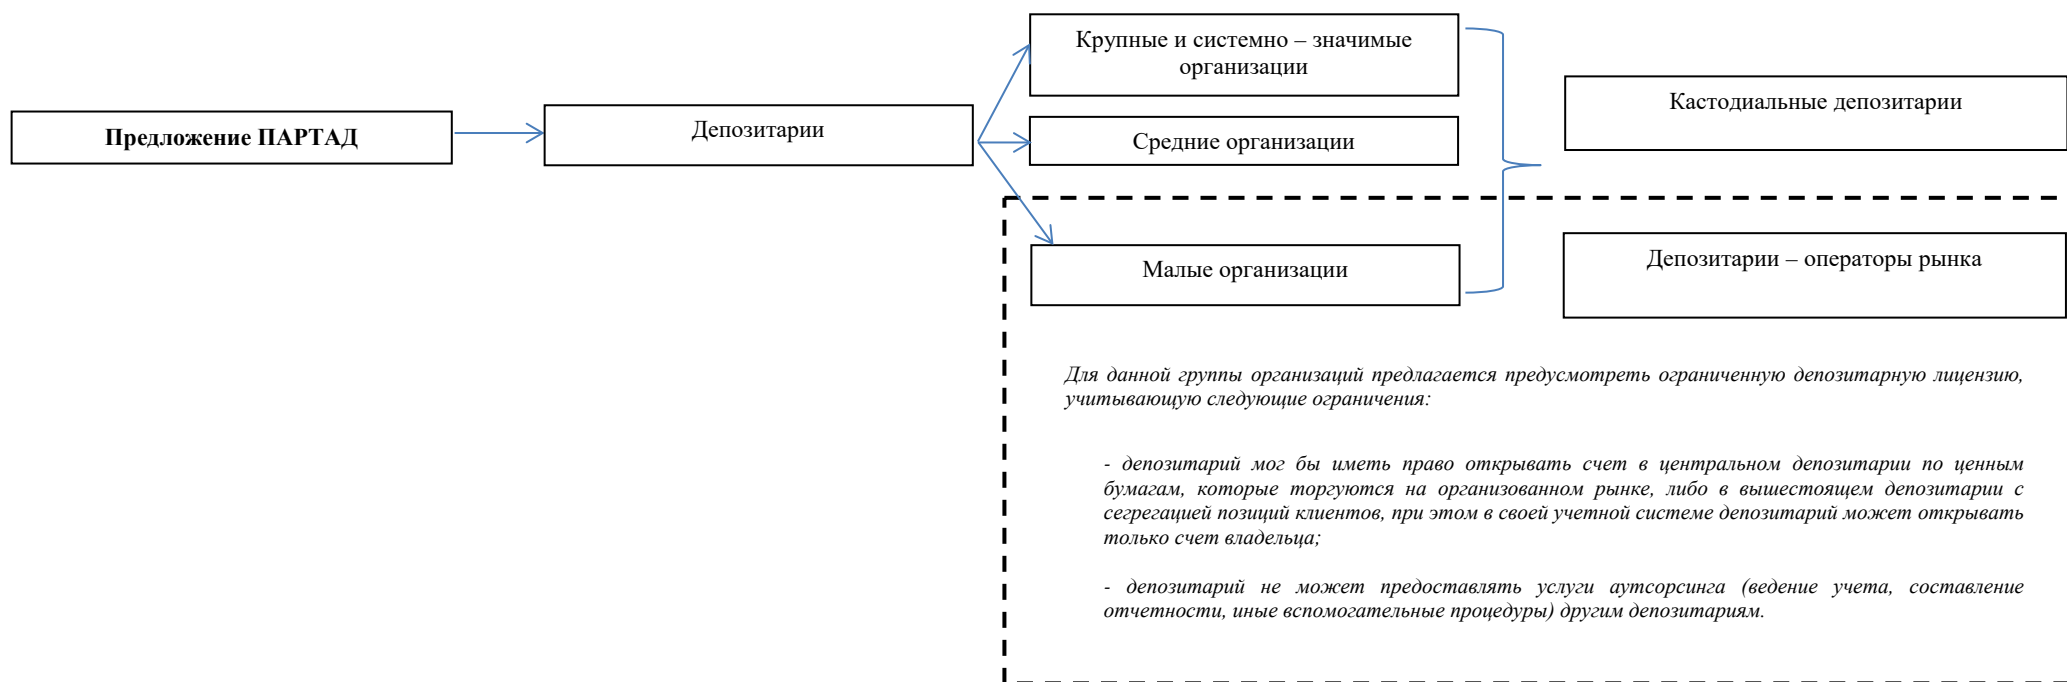 Крупные и системно – значимые
организации
Кастодиальные депозитарии
Предложение ПАРТАД
Депозитарии
Средние организации
Малые организации
Депозитарии – операторы рынка
Для данной группы организаций предлагается предусмотреть ограниченную депозитарную лицензию,
учитывающую следующие ограничения:
- депозитарий мог бы иметь право открывать счет в центральном депозитарии по ценным
бумагам, которые торгуются на организованном рынке, либо в вышестоящем депозитарии с
сегрегацией позиций клиентов, при этом в своей учетной системе депозитарий может открывать
только счет владельца;
- депозитарий не может предоставлять услуги аутсорсинга (ведение учета, составление
отчетности, иные вспомогательные процедуры) другим депозитариям.